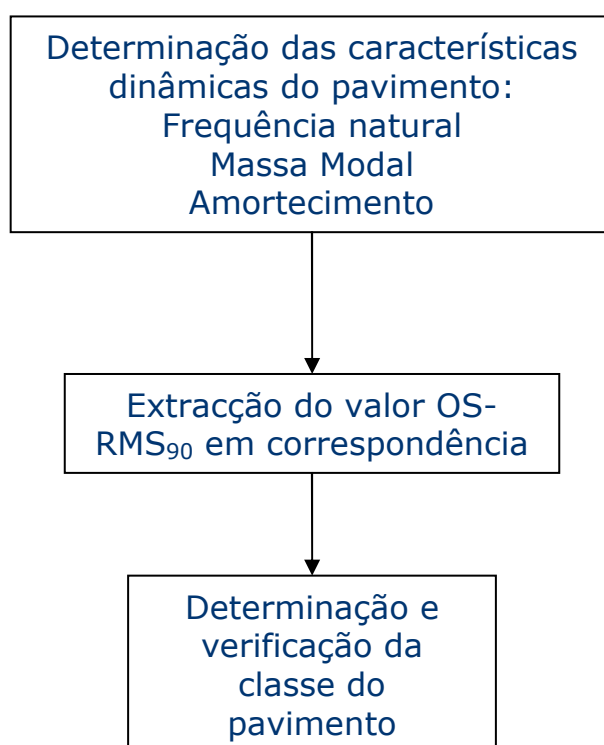 Determinação das características
dinâmicas do pavimento:
Frequência natural
Massa Modal
Amortecimento
Extracção do valor OS-
RMS₉₀ em correspondência
Determinação e
verificação da
classe do
pavimento